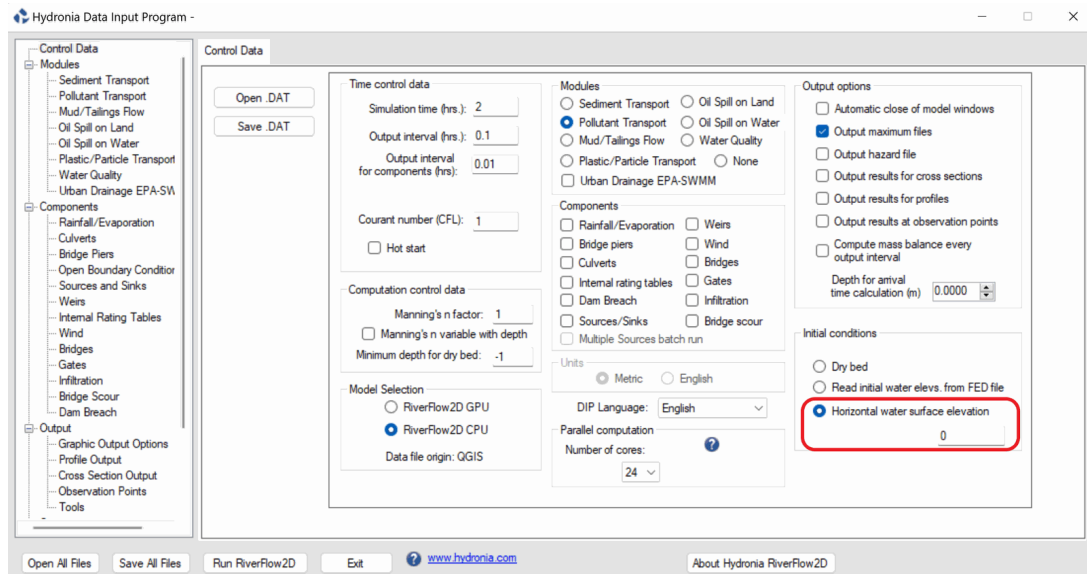 Hydronia Data Input Program -
Control Data
Modules
Sediment Transport
Pollutant Transport
Mud/Tailings Flow
Oil Spill on Land
Oil Spill on Water
Plastic/Particle Transport
Water Quality
Urban Drainage EPA-SW
Components
Rainfall/Evaporation
Culverts
Bridge Piers
Open Boundary Condition
Sources and Sinks
Weirs
Internal Rating Tables
Wind
Bridges
Gates
Infiltration
Bridge Scour
Dam Breach
Output
Graphic Output Options
Profile Output
Cross Section Output
Observation Points
Tools
Control Data
Open .DAT
Save .DAT
Time control data
Simulation time (hrs.): 2
Output interval (hrs.): 0.1
Output interval
for components (hrs): 0.01
Courant number (CFL): 1
Hot start
Computation control data
Manning's n factor: 1
Manning's n variable with depth
Minimum depth for dry bed: -1
Model Selection
RiverFlow2D GPU
RiverFlow2D CPU
Data file origin: QGIS
Modules
Sediment Transport Oil Spill on Land
Pollutant Transport Oil Spill on Water
Mud/Tailings Flow Water Quality
Plastic/Particle Transport None
Urban Drainage EPA-SWMM
Components
Rainfall/Evaporation Weirs
Bridge piers Wind
Culverts Bridges
Internal rating tables Gates
Dam Breach Infiltration
Sources/Sinks Bridge scour
Multiple Sources batch run
Units
Metric English
DIP Language: English
Parallel computation
Number of cores:
24
Output options
Automatic close of model windows
Output maximum files
Output hazard file
Output results for cross sections
Output results for profiles
Output results at observation points
Compute mass balance every
output interval
Depth for arrival
time calculation (m) 0.0000
Initial conditions
Dry bed
Read initial water elevs. from FED file
Horizontal water surface elevation
0
Open All Files Save All Files Run RiverFlow2D Exit www.hydronia.com About Hydronia RiverFlow2D